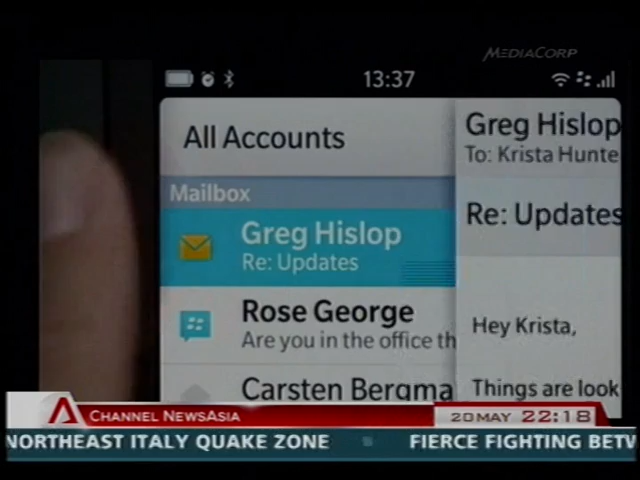 MEDIACORP
13:37
All Accounts
Mailbox
Greg Hislop
Re: Updates
Rose George
Are you in the office th
Carsten Bergma
Greg Hislop
To: Krista Hunte
Re: Updates
Hey Krista,
Things are look
CHANNEL NEWSASIA
20 MAY 22:18
NORTHEAST ITALY QUAKE ZONE
FIERCE FIGHTING BETW